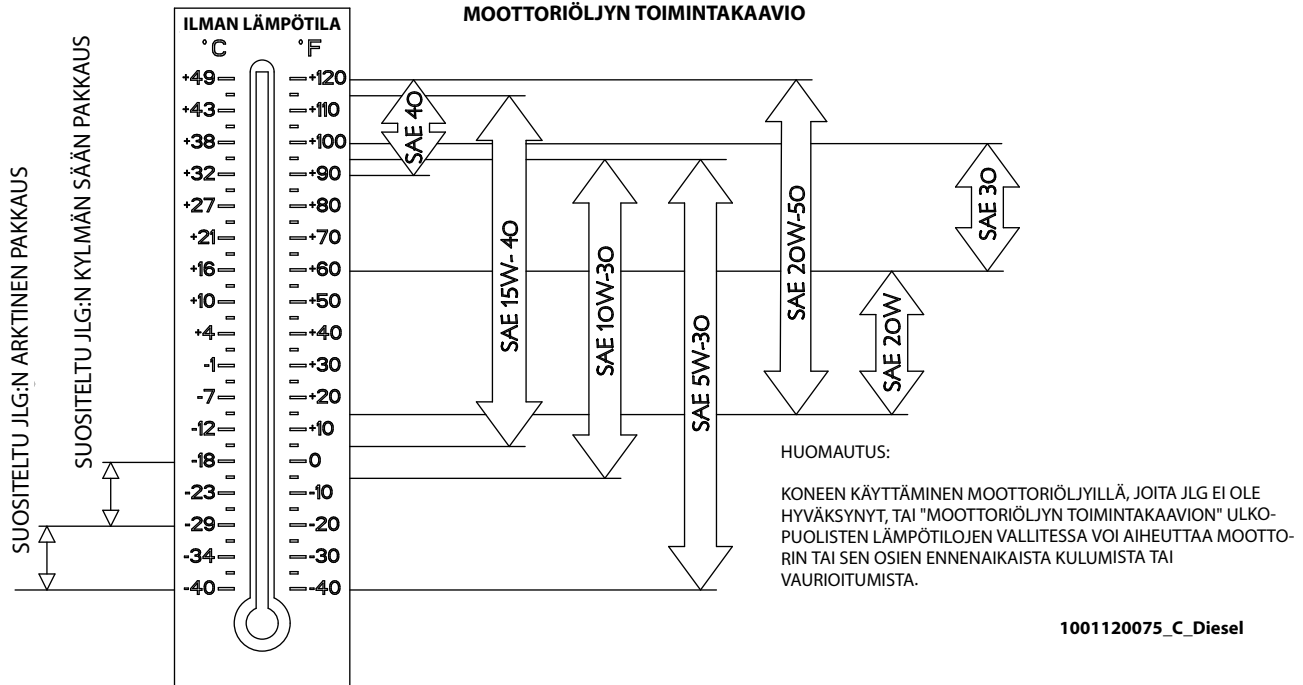 MOOTTORIÖLJYN TOIMINTAKAAVIO
ILMAN LÄMPÖTILA
°C °F
+49 +120
+43 +110
+38 +100
+32 +90
+27 +80
+21 +70
+16 +60
+10 +50
+4 +40
-1 +30
-7 +20
-12 +10
-18 0
-23 -10
-29 -20
-34 -30
-40 -40
SUOSITELTU JLG:N ARKTINEN PAKKAUS
SUOSITELTU JLG:N KYLMÄN SÄÄN PAKKAUS
SAE 40
SAE 15W-40
SAE 10W-30
SAE 5W-30
SAE 20W-50
SAE 20W
SAE 30
HUOMAUTUS:
KONEEN KÄYTTÄMINEN MOOTTORIÖLJYILLÄ, JOITA JLG EI OLE
HYVÄKSYNYT, TAI "MOOTTORIÖLJYN TOIMINTAKAAVION" ULKO-
PUOLISTEN LÄMPÖTILOJEN VALLITESSA VOI AIHEUTTAA MOOTTO-
RIN TAI SEN OSIEN ENNENAIKAISTA KULUMISTA TAI
VAURIOITUMISTA.
1001120075_C_Diesel